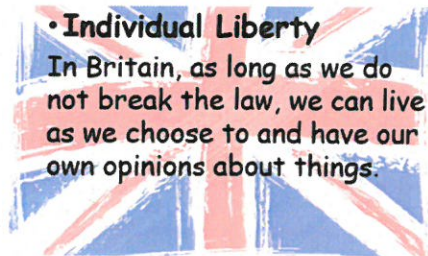 • Individual Liberty
In Britain, as long as we do
not break the law, we can live
as we choose to and have our
own opinions about things.